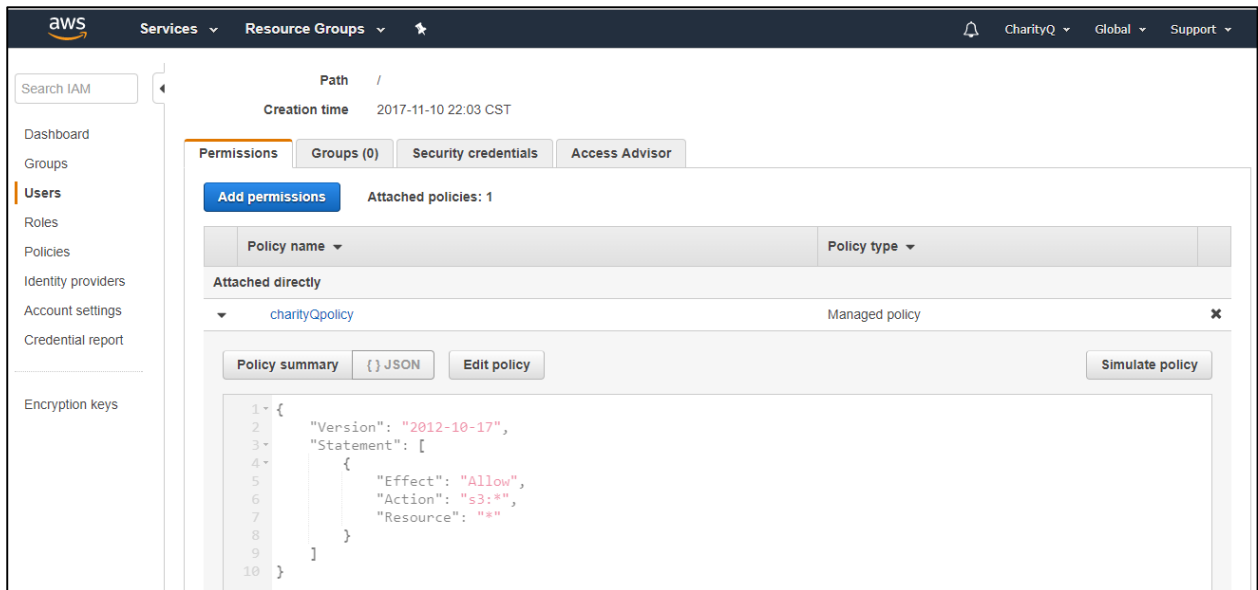 aws Services Resource Groups CharityQ Global Support
Search IAM
Dashboard
Groups
Users
Roles
Policies
Identity providers
Account settings
Credential report
Encryption keys
Path /
Creation time 2017-11-10 22:03 CST
Permissions Groups (0) Security credentials Access Advisor
Add permissions Attached policies: 1
Policy name Policy type
Attached directly
charityQpolicy Managed policy
Policy summary { } JSON Edit policy Simulate policy
1 {
2 "Version": "2012-10-17",
3 "Statement": [
4 {
5 "Effect": "Allow",
6 "Action": "s3:*",
7 "Resource": "*"
8 }
9 ]
10 }